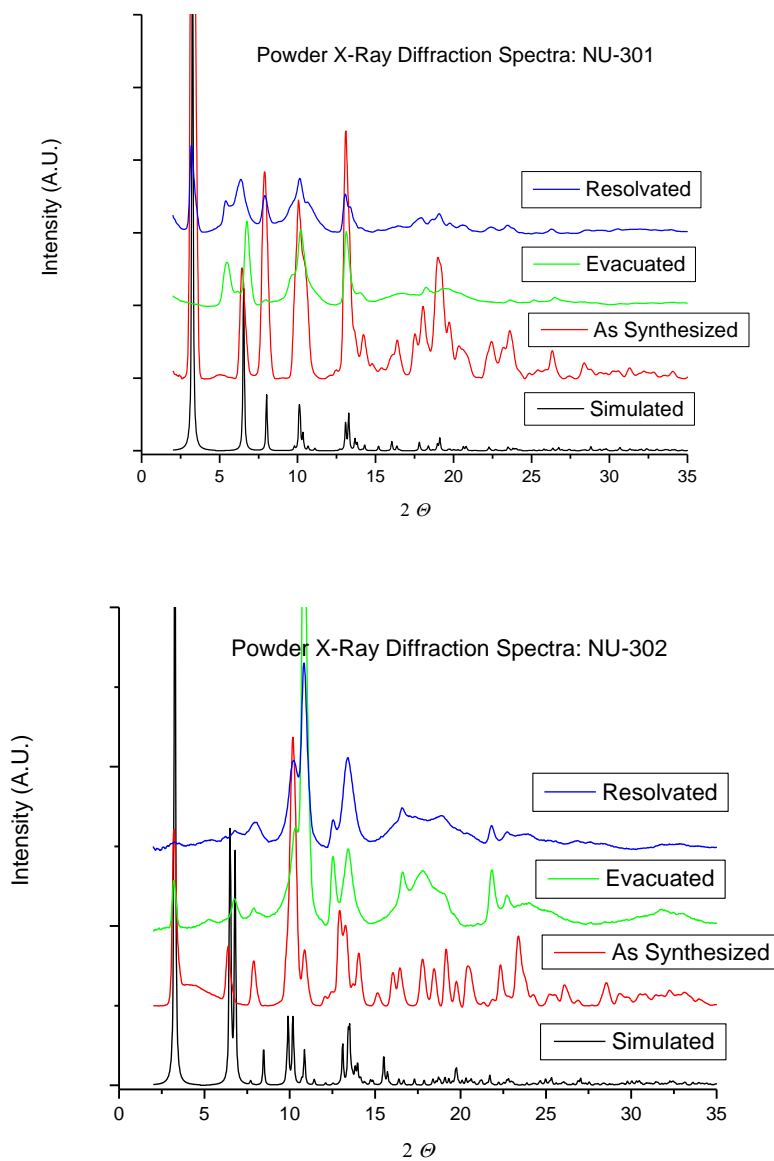 Powder X-Ray Diffraction Spectra: NU-301
Intensity (A.U.)
Resolvated
Evacuated
As Synthesized
Simulated
0 5 10 15 20 25 30 35
2 Θ
Powder X-Ray Diffraction Spectra: NU-302
Intensity (A.U.)
Resolvated
Evacuated
As Synthesized
Simulated
0 5 10 15 20 25 30 35
2 Θ